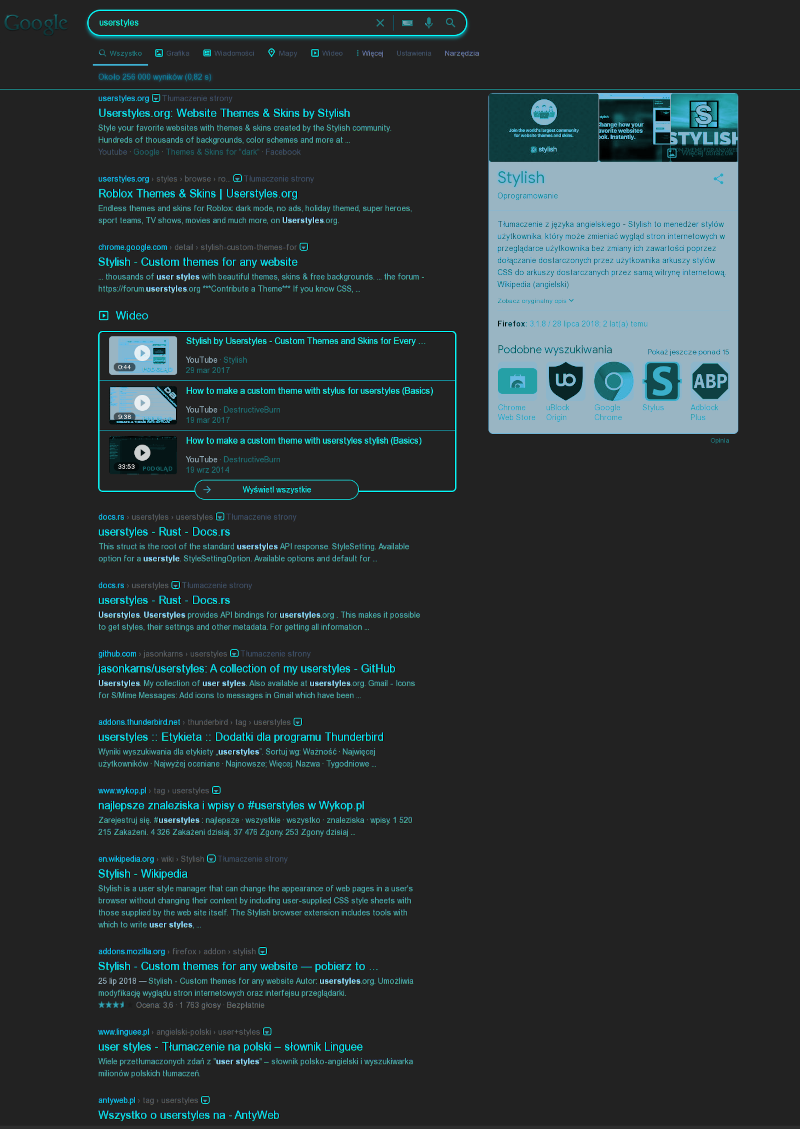 Google
userstyles
Wszystko Grafika Wiadomości Mapy Wideo Więcej Ustawienia Narzędzia
Około 256 000 wyników (0,82 s)
userstyles.org Tłumaczenie strony
Userstyles.org: Website Themes & Skins by Stylish
Style your favorite websites with themes & skins created by the Stylish community.
Hundreds of thousands of backgrounds, color schemes and more at ...
Youtube · Google · Themes & Skins for "dark" · Facebook
userstyles.org › styles › browse › ro... Tłumaczenie strony
Roblox Themes & Skins | Userstyles.org
Endless themes and skins for Roblox: dark mode, no ads, holiday themed, super heroes,
sport teams, TV shows, movies and much more, on Userstyles.org.
chrome.google.com › detail › stylish-custom-themes-for
Stylish - Custom themes for any website
... thousands of user styles with beautiful themes, skins & free backgrounds. ... the forum -
https://forum.userstyles.org ***Contribute a Theme*** If you know CSS, ...
Wideo
Stylish by Userstyles - Custom Themes and Skins for Every ...
YouTube · Stylish
29 mar 2017
0:44
PODGLĄD
How to make a custom theme with stylus for userstyles (Basics)
YouTube · DestructiveBurn
19 mar 2017
9:38
How to make a custom theme with userstyles stylish (Basics)
YouTube · DestructiveBurn
19 wrz 2014
33:53
PODGLĄD
Wyświetl wszystkie
docs.rs › userstyles › userstyles Tłumaczenie strony
userstyles - Rust - Docs.rs
This struct is the root of the standard userstyles API response. StyleSetting. Available
option for a userstyle. StyleSettingOption. Available options and default for ...
docs.rs › userstyles Tłumaczenie strony
userstyles - Rust - Docs.rs
Userstyles. Userstyles provides API bindings for userstyles.org . This makes it possible
to get styles, their settings and other metadata. For getting all information ...
github.com › jasonkarns › userstyles Tłumaczenie strony
jasonkarns/userstyles: A collection of my userstyles - GitHub
Userstyles. My collection of user styles. Also available at userstyles.org. Gmail - Icons
for S/Mime Messages: Add icons to messages in Gmail which have been ...
addons.thunderbird.net › thunderbird › tag › userstyles
userstyles :: Etykieta :: Dodatki dla programu Thunderbird
Wyniki wyszukiwania dla etykiety „userstyles”. Sortuj wg: Ważność · Najwięcej
użytkowników · Najwyżej oceniane · Najnowsze; Więcej. Nazwa · Tygodniowe ...
www.wykop.pl › tag › userstyles
najlepsze znaleziska i wpisy o #userstyles w Wykop.pl
Zarejestruj się. #userstyles : najlepsze · wszystkie · wszystko · znaleziska · wpisy. 1 520
215 Zakażeni. 4 326 Zakażeni dzisiaj. 37 476 Zgony. 253 Zgony dzisiaj ...
en.wikipedia.org › wiki › Stylish Tłumaczenie strony
Stylish - Wikipedia
Stylish is a user style manager that can change the appearance of web pages in a user's
browser without changing their content by including user-supplied CSS style sheets with
those supplied by the web site itself. The Stylish browser extension includes tools with
which to write user styles, ...
addons.mozilla.org › firefox › addon › stylish
Stylish - Custom themes for any website — pobierz to ...
25 lip 2018 — Stylish - Custom themes for any website Autor: userstyles.org. Umożliwia
modyfikację wyglądu stron internetowych oraz interfejsu przeglądarki.
Ocena: 3,6 · 1 763 głosy · Bezpłatnie
www.linguee.pl › angielski-polski › user+styles
user styles - Tłumaczenie na polski – słownik Linguee
Wiele przetłumaczonych zdań z "user styles" – słownik polsko-angielski i wyszukiwarka
milionów polskich tłumaczeń.
antyweb.pl › tag › userstyles
Wszystko o userstyles na - AntyWeb
Join the world's largest community
for website themes and skins.
stylish
Change how your
favorite websites
look. Instantly.
STYLISH
Więcej obrazów
Stylish
Oprogramowanie
Tłumaczenie z języka angielskiego - Stylish to menedżer stylów
użytkownika, który może zmieniać wygląd stron internetowych w
przeglądarce użytkownika bez zmiany ich zawartości poprzez
dołączanie dostarczonych przez użytkownika arkuszy stylów
CSS do arkuszy dostarczanych przez samą witrynę internetową.
Wikipedia (angielski)
Zobacz oryginalny opis
Firefox: 3.1.8 / 29 lipca 2018; 2 lat(a) temu
Podobne wyszukiwania
Pokaż jeszcze ponad 15
UO
S
ABP
Chrome Web Store
uBlock Origin
Google Chrome
Stylus
Adblock Plus
Opinia